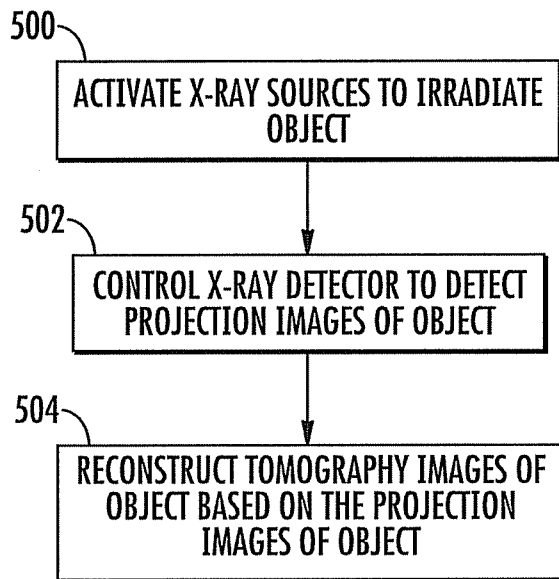 500
ACTIVATE X-RAY SOURCES TO IRRADIATE
OBJECT
502
CONTROL X-RAY DETECTOR TO DETECT
PROJECTION IMAGES OF OBJECT
504
RECONSTRUCT TOMOGRAPHY IMAGES OF
OBJECT BASED ON THE PROJECTION
IMAGES OF OBJECT